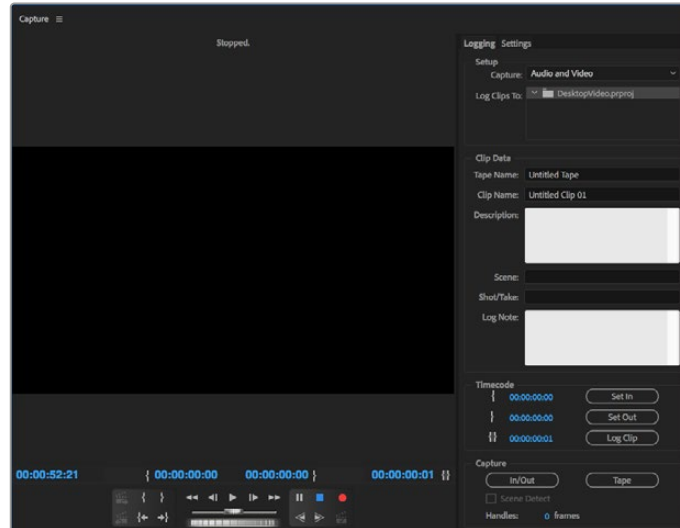 Capture
Stopped.
Logging Settings
Setup
Capture: Audio and Video
Log Clips To: DesktopVideo.prproj
Clip Data
Tape Name: Untitled Tape
Clip Name: Untitled Clip 01
Description:
Scene:
Shot/Take:
Log Note:
Timecode
{ 00:00:00:00 Set In
} 00:00:00:00 Set Out
{} 00:00:00:01 Log Clip
00:00:52:21 { 00:00:00:00 00:00:00:00 } 00:00:00:01 {}
Capture
In/Out Tape
Scene Detect
Handles: 0 frames